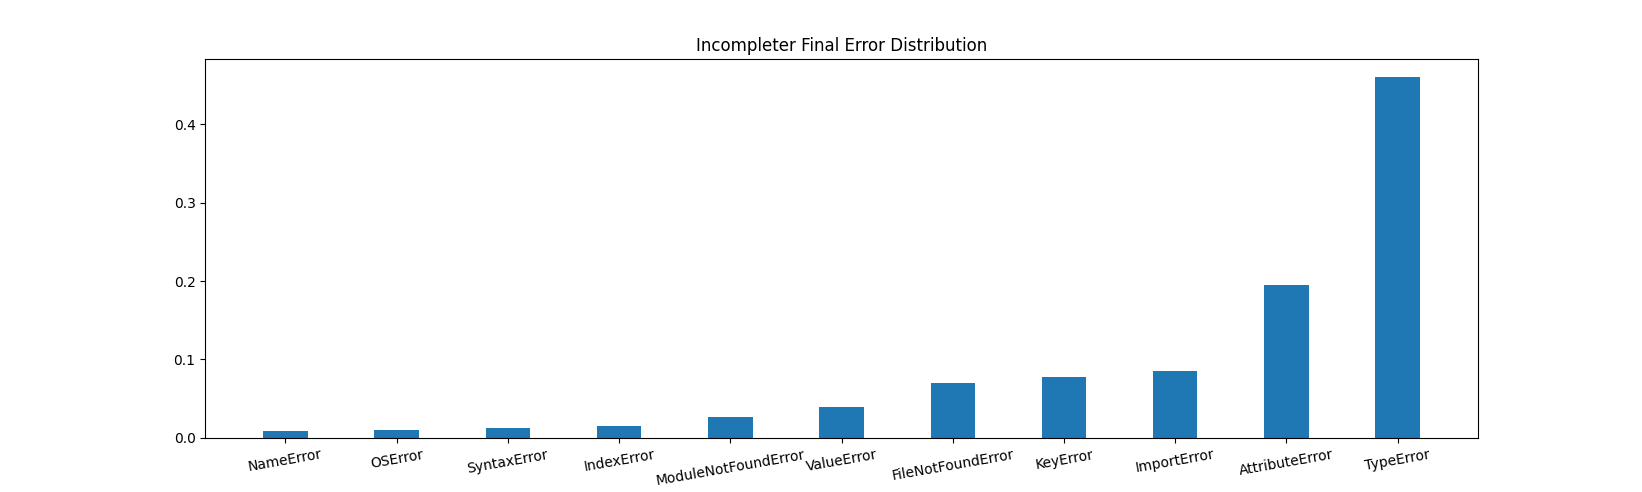 Incompleter Final Error Distribution
0.4
0.3
0.2
0.1
0.0
NameError
OSError
SyntaxError
IndexError
ModuleNotFoundError
ValueError
FileNotFoundError
KeyError
ImportError
AttributeError
TypeError